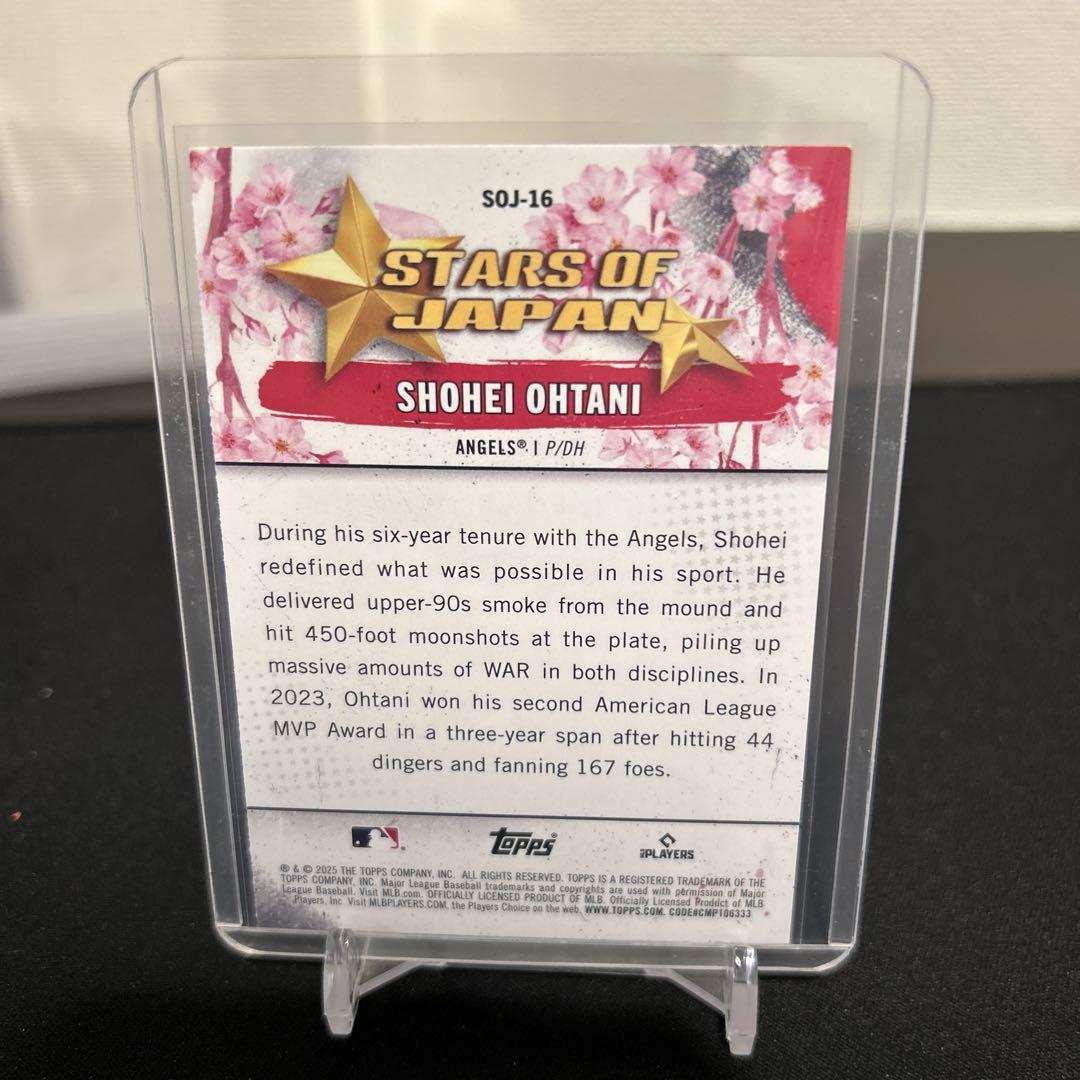 SOJ-16
STARS OF
JAPAN
SHOHEI OHTANI
ANGELS® | P/DH
During his six-year tenure with the Angels, Shohei
redefined what was possible in his sport. He
delivered upper-90s smoke from the mound and
hit 450-foot moonshots at the plate, piling up
massive amounts of WAR in both disciplines. In
2023, Ohtani won his second American League
MVP Award in a three-year span after hitting 44
dingers and fanning 167 foes.
topps®
MLB PLAYERS
® & © 2025 THE TOPPS COMPANY, INC. ALL RIGHTS RESERVED. TOPPS IS A REGISTERED TRADEMARK OF THE
TOPPS COMPANY, INC. Major League Baseball trademarks and copyrights are used with permission of Major
League Baseball. Visit MLB.com. OFFICIALLY LICENSED PRODUCT OF MLB. Officially Licensed Product of MLB
Players, Inc. Visit MLBPLAYERS.COM, the Players Choice on the web. WWW.TOPPS.COM. CODE#CMP106333